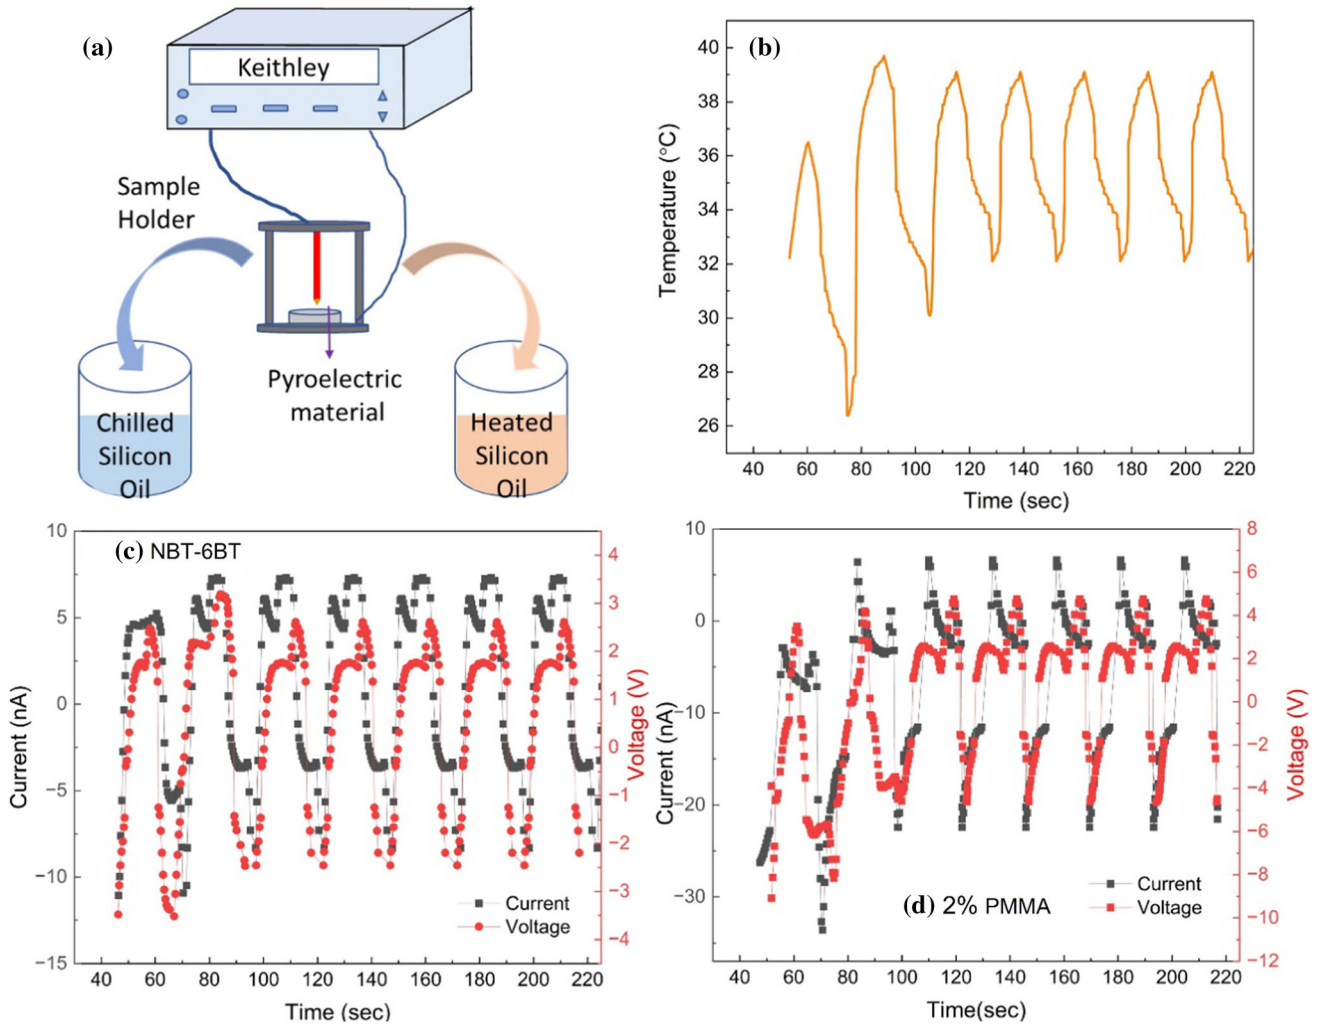 (a)
Keithley
Sample
Holder
Pyroelectric
material
Chilled
Silicon
Oil
Heated
Silicon
Oil
(b)
Temperature (°C)
40
38
36
34
32
30
28
26
40 60 80 100 120 140 160 180 200 220
Time (sec)
(c) NBT-6BT
Current (nA)
10
5
0
−5
−10
−15
Voltage (V)
4
3
2
1
0
−1
−2
−3
−4
Current
Voltage
40 60 80 100 120 140 160 180 200 220
Time (sec)
(d) 2% PMMA
Current (nA)
10
0
−10
−20
−30
Voltage (V)
8
6
4
2
0
−2
−4
−6
−8
−10
−12
Current
Voltage
40 60 80 100 120 140 160 180 200 220
Time(sec)